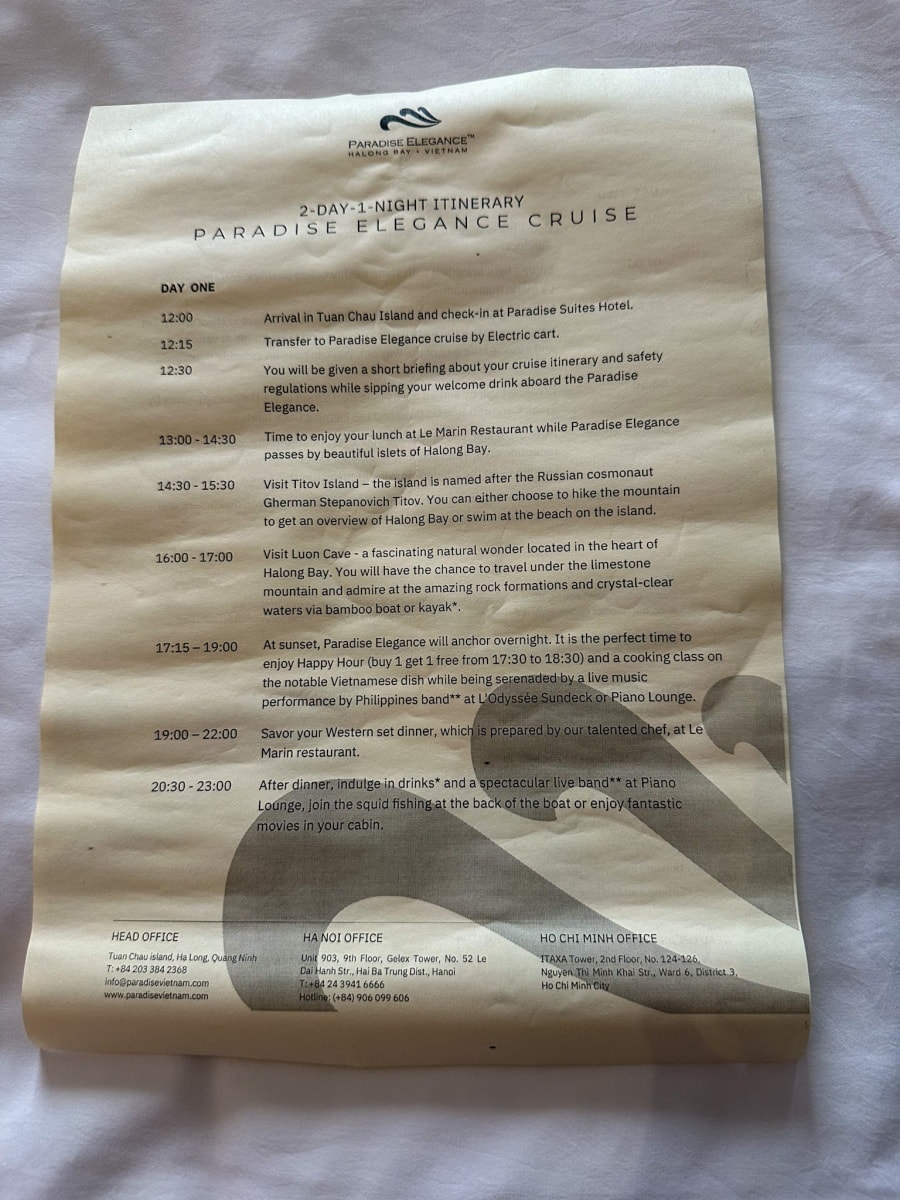 PARADISE ELEGANCE™
HALONG BAY • VIETNAM
2-DAY-1-NIGHT ITINERARY
PARADISE ELEGANCE CRUISE
DAY ONE
12:00 Arrival in Tuan Chau Island and check-in at Paradise Suites Hotel.
12:15 Transfer to Paradise Elegance cruise by Electric cart.
12:30 You will be given a short briefing about your cruise itinerary and safety
regulations while sipping your welcome drink aboard the Paradise
Elegance.
13:00 - 14:30 Time to enjoy your lunch at Le Marin Restaurant while Paradise Elegance
passes by beautiful islets of Halong Bay.
14:30 - 15:30 Visit Titov Island – the island is named after the Russian cosmonaut
Gherman Stepanovich Titov. You can either choose to hike the mountain
to get an overview of Halong Bay or swim at the beach on the island.
16:00 - 17:00 Visit Luon Cave - a fascinating natural wonder located in the heart of
Halong Bay. You will have the chance to travel under the limestone
mountain and admire at the amazing rock formations and crystal-clear
waters via bamboo boat or kayak*.
17:15 – 19:00 At sunset, Paradise Elegance will anchor overnight. It is the perfect time to
enjoy Happy Hour (buy 1 get 1 free from 17:30 to 18:30) and a cooking class on
the notable Vietnamese dish while being serenaded by a live music
performance by Philippines band** at L'Odyssée Sundeck or Piano Lounge.
19:00 – 22:00 Savor your Western set dinner, which is prepared by our talented chef, at Le
Marin restaurant.
20:30 - 23:00 After dinner, indulge in drinks* and a spectacular live band** at Piano
Lounge, join the squid fishing at the back of the boat or enjoy fantastic
movies in your cabin.
HEAD OFFICE
Tuan Chau island, Ha Long, Quang Ninh
T: +84 203 384 2368
info@paradisevietnam.com
www.paradisevietnam.com
HA NOI OFFICE
Unit 903, 9th Floor, Gelex Tower, No. 52 Le
Dai Hanh Str., Hai Ba Trung Dist., Hanoi
T: +84 24 3941 6666
Hotline: (+84) 906 099 606
HO CHI MINH OFFICE
ITAXA Tower, 2nd Floor, No. 124-126,
Nguyen Thi Minh Khai Str., Ward 6, District 3,
Ho Chi Minh City